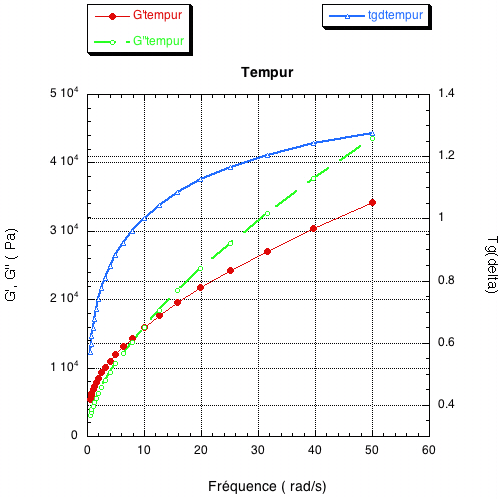 G'tempur
G''tempur
tgdtempur
Tempur
5 10⁴
4 10⁴
3 10⁴
2 10⁴
1 10⁴
0
G', G'' ( Pa)
1.4
1.2
1
0.8
0.6
0.4
Tg(delta)
0 10 20 30 40 50 60
Fréquence ( rad/s)